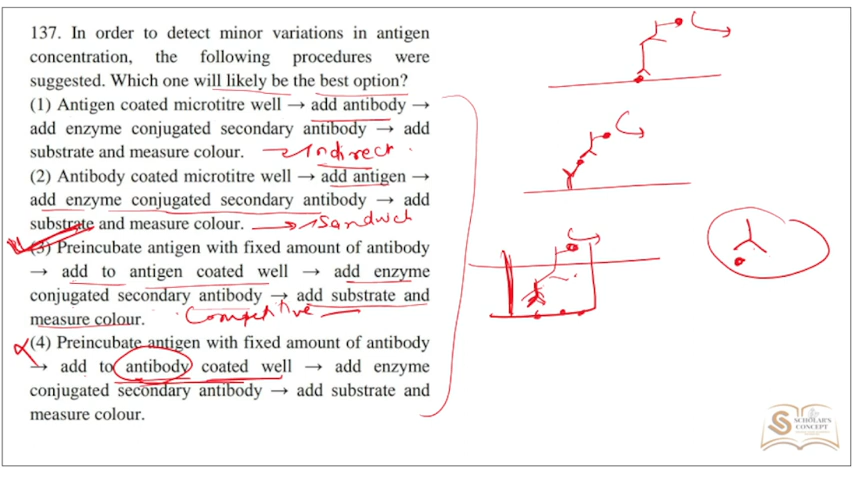 137. In order to detect minor variations in antigen
concentration, the following procedures were
suggested. Which one will likely be the best option?
(1) Antigen coated microtitre well → add antibody →
add enzyme conjugated secondary antibody → add
substrate and measure colour. → Indirect.
(2) Antibody coated microtitre well → add antigen →
add enzyme conjugated secondary antibody → add
substrate and measure colour. → Sandwich
(3) Preincubate antigen with fixed amount of antibody
→ add to antigen coated well → add enzyme
conjugated secondary antibody → add substrate and
measure colour. Competitive
(4) Preincubate antigen with fixed amount of antibody
→ add to antibody coated well → add enzyme
conjugated secondary antibody → add substrate and
measure colour.
SCHOLAR'S
CONCEPT